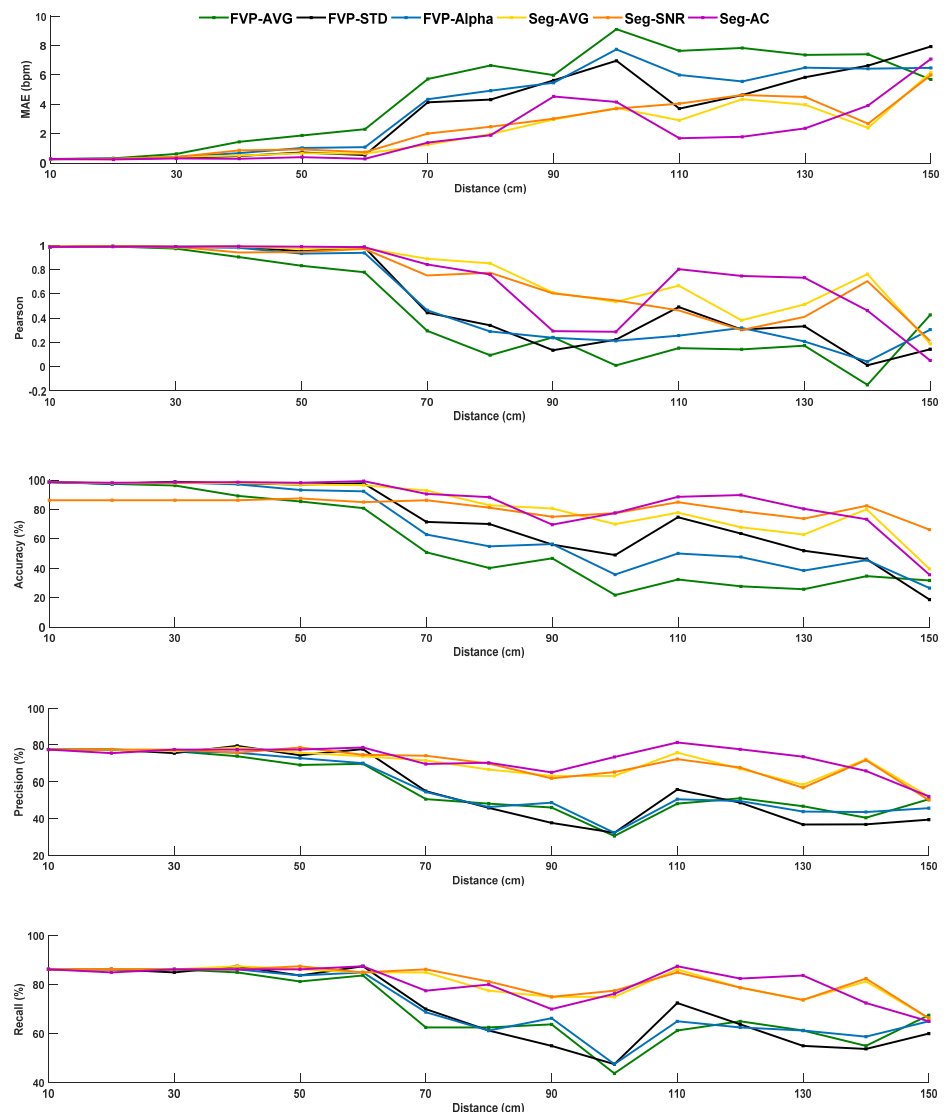 FVP-AVG FVP-STD FVP-Alpha Seg-AVG Seg-SNR Seg-AC
10
8
6
4
2
0
MAE (bpm)
10 30 50 70 90 110 130 150
Distance (cm)
1
0.8
0.6
0.4
0.2
0
-0.2
Pearson
10 30 50 70 90 110 130 150
Distance (cm)
100
80
60
40
20
0
Accuracy (%)
10 30 50 70 90 110 130 150
Distance (cm)
100
80
60
40
20
Precision (%)
10 30 50 70 90 110 130 150
Distance (cm)
100
80
60
40
Recall (%)
10 30 50 70 90 110 130 150
Distance (cm)